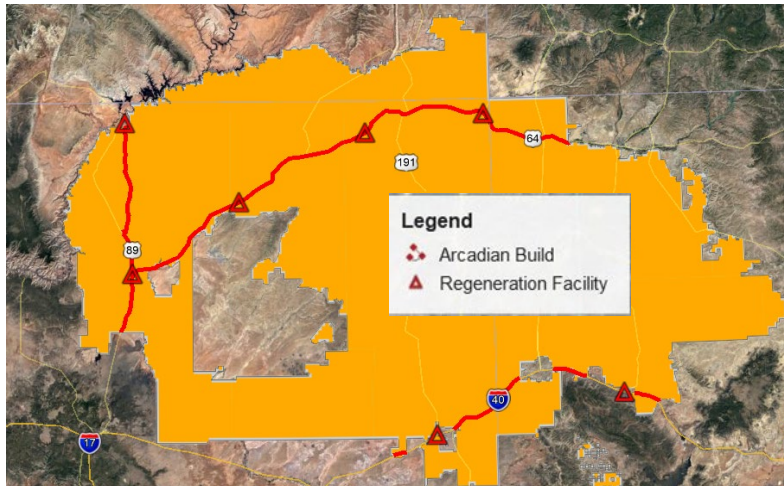 191
64
Legend
89
Arcadian Build
Regeneration Facility
40
17